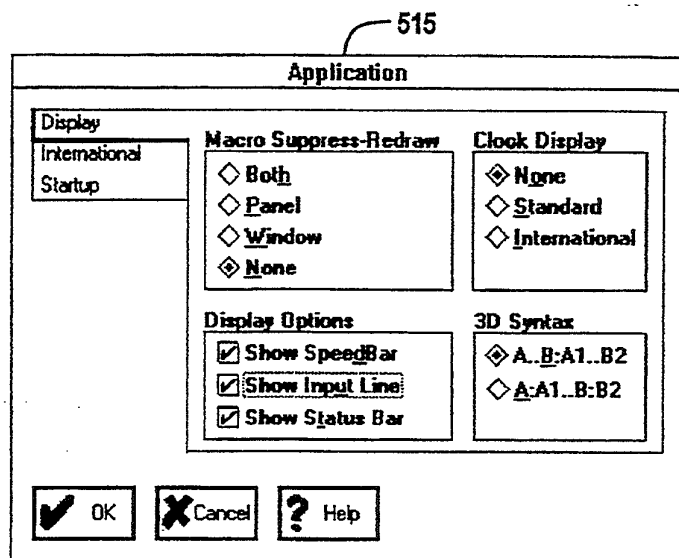 515
Application
Display
International
Startup
Macro Suppress-Redraw
Both
Panel
Window
None
Clock Display
None
Standard
International
Display Options
Show SpeedBar
Show Input Line
Show Status Bar
3D Syntax
A..B:A1..B2
A:A1..B:B2
OK
Cancel
? Help